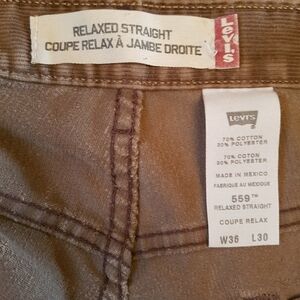 RELAXED STRAIGHT
COUPE RELAX À JAMBE DROITE
Levi's
Levi's
70% COTTON
30% POLYESTER
70% COTON
30% POLYESTER
MADE IN MEXICO
FABRIQUE AU MEXIQUE
559™
RELAXED STRAIGHT
COUPE RELAX
W36 L30